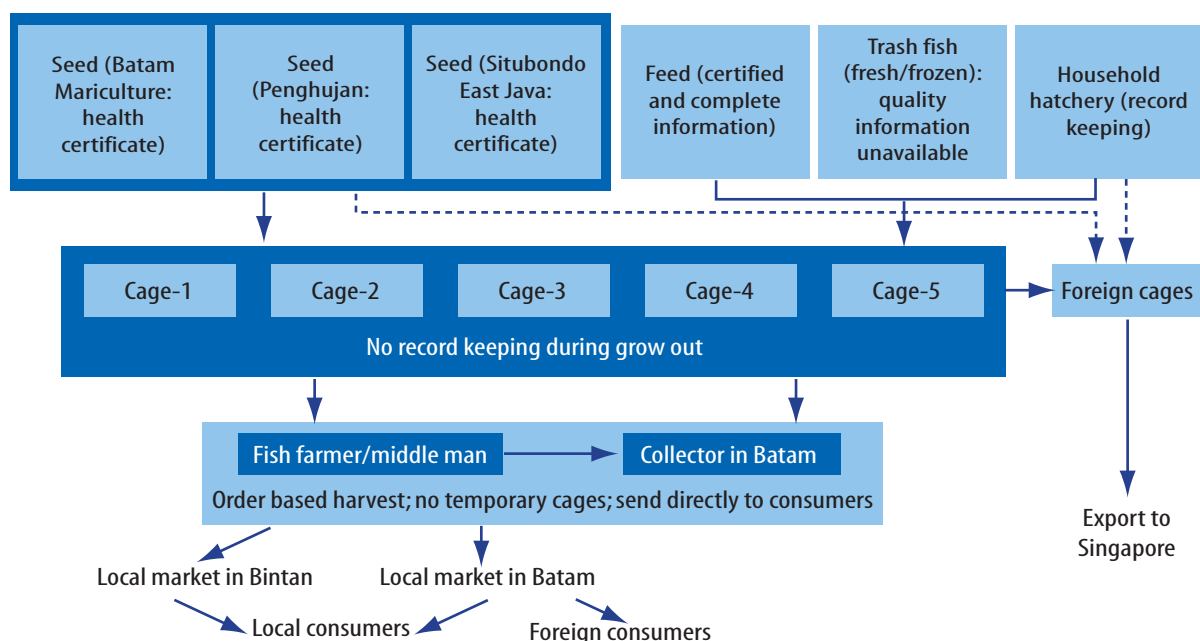 Seed (Batam
Mariculture:
health
certificate)
Seed
(Penghujan:
health
certificate)
Seed (Situbondo
East Java:
health
certificate)
Feed (certified
and complete
information)
Trash fish
(fresh/frozen):
quality
information
unavailable
Household
hatchery (record
keeping)
Cage-1
Cage-2
Cage-3
Cage-4
Cage-5
Foreign cages
No record keeping during grow out
Fish farmer/middle man
Collector in Batam
Order based harvest; no temporary cages; send directly to consumers
Export to
Singapore
Local market in Bintan
Local market in Batam
Local consumers
Foreign consumers